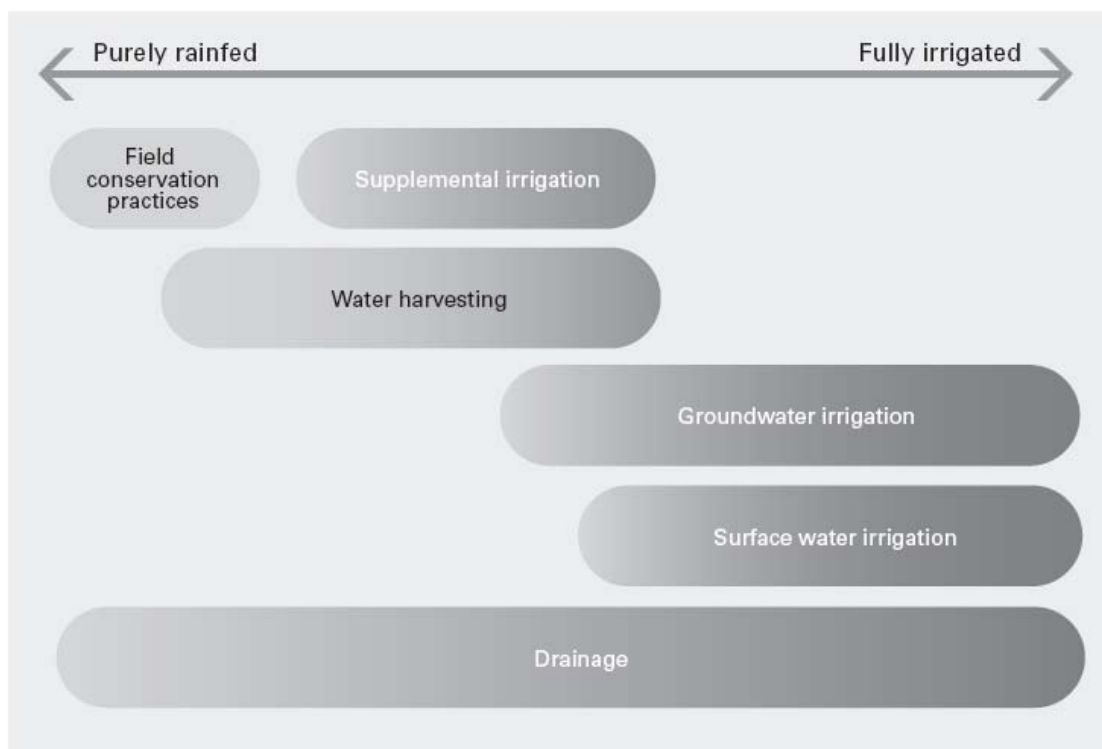 Purely rainfed
Fully irrigated
Field
conservation
practices
Supplemental irrigation
Water harvesting
Groundwater irrigation
Surface water irrigation
Drainage